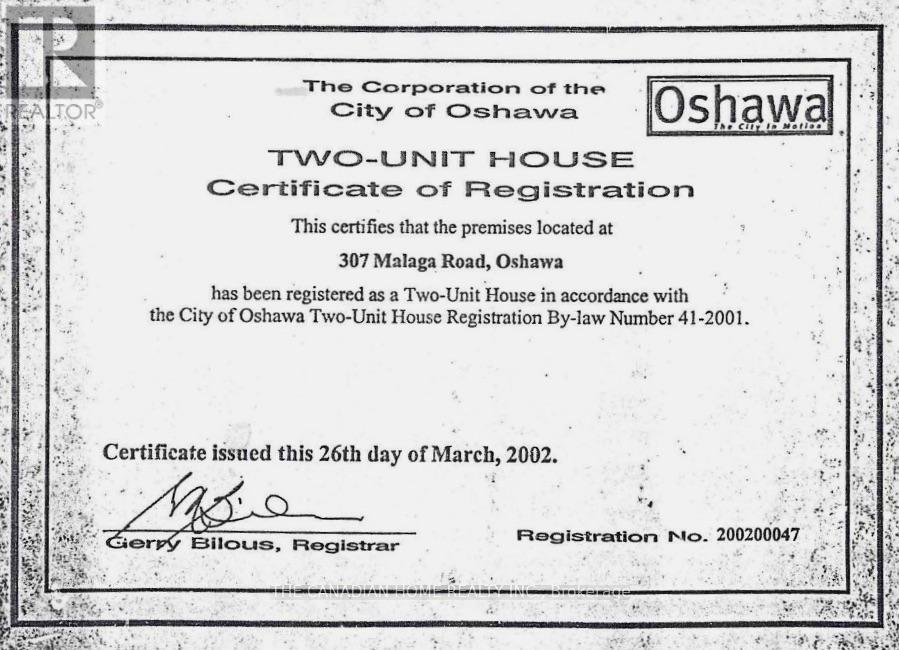 REALTOR®
The Corporation of the
City of Oshawa
Oshawa
The City In Motion
TWO-UNIT HOUSE
Certificate of Registration
This certifies that the premises located at
307 Malaga Road, Oshawa
has been registered as a Two-Unit House in accordance with
the City of Oshawa Two-Unit House Registration By-law Number 41-2001.
Certificate issued this 26th day of March, 2002.
Gerry Bilous, Registrar
Registration No. 200200047
THE CANADIAN HOME REALTY INC. Brokerage